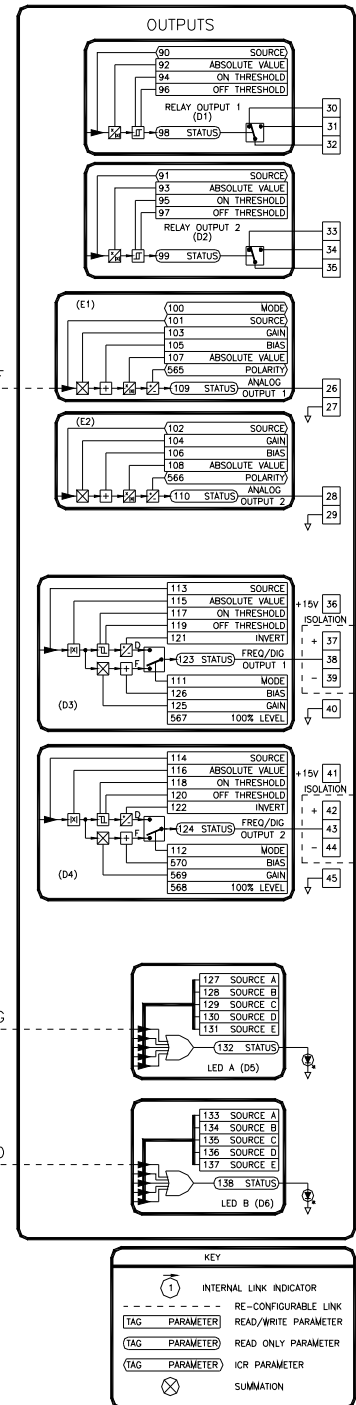 OUTPUTS
90 SOURCE
92 ABSOLUTE VALUE
94 ON THRESHOLD
96 OFF THRESHOLD
RELAY OUTPUT 1
(D1)
98 STATUS
30
31
32
91 SOURCE
93 ABSOLUTE VALUE
95 ON THRESHOLD
97 OFF THRESHOLD
RELAY OUTPUT 2
(D2)
99 STATUS
33
34
35
(E1)
100 MODE
101 SOURCE
103 GAIN
105 BIAS
107 ABSOLUTE VALUE
565 POLARITY
109 STATUS ANALOG
OUTPUT 1
26
27
(E2)
102 SOURCE
104 GAIN
106 BIAS
108 ABSOLUTE VALUE
566 POLARITY
110 STATUS ANALOG
OUTPUT 2
28
29
113 SOURCE
115 ABSOLUTE VALUE
117 ON THRESHOLD
119 OFF THRESHOLD
121 INVERT
D
F
123 STATUS FREQ/DIG
OUTPUT 1
111 MODE
126 BIAS
125 GAIN
567 100% LEVEL
(D3)
+15V 36
ISOLATION
+ 37
38
- 39
40
114 SOURCE
116 ABSOLUTE VALUE
118 ON THRESHOLD
120 OFF THRESHOLD
122 INVERT
D
F
124 STATUS FREQ/DIG
OUTPUT 2
112 MODE
570 BIAS
569 GAIN
568 100% LEVEL
(D4)
+15V 41
ISOLATION
+ 42
43
- 44
45
127 SOURCE A
128 SOURCE B
129 SOURCE C
130 SOURCE D
131 SOURCE E
132 STATUS
LED A (D5)
133 SOURCE A
134 SOURCE B
135 SOURCE C
136 SOURCE D
137 SOURCE E
138 STATUS
LED B (D6)
KEY
1 INTERNAL LINK INDICATOR
RE-CONFIGURABLE LINK
TAG PARAMETER READ/WRITE PARAMETER
TAG PARAMETER READ ONLY PARAMETER
TAG PARAMETER ICR PARAMETER
SUMMATION